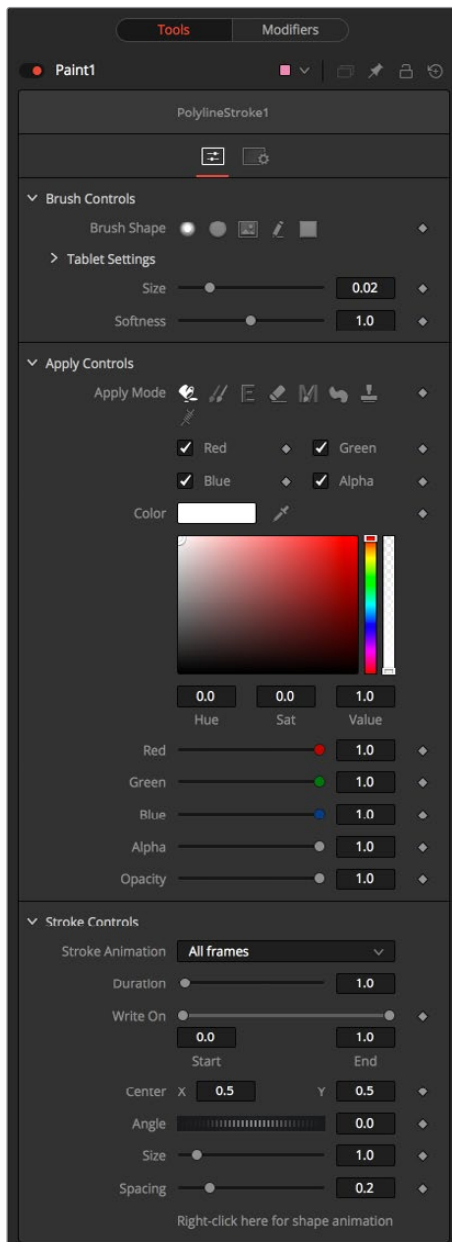 Tools Modifiers
Paint1
PolylineStroke1
Brush Controls
Brush Shape
Tablet Settings
Size 0.02
Softness 1.0
Apply Controls
Apply Mode
Red Green
Blue Alpha
Color
0.0 0.0 1.0
Hue Sat Value
Red 1.0
Green 1.0
Blue 1.0
Alpha 1.0
Opacity 1.0
Stroke Controls
Stroke Animation All frames
Duration 1.0
Write On
0.0 1.0
Start End
Center X 0.5 Y 0.5
Angle 0.0
Size 1.0
Spacing 0.2
Right-click here for shape animation